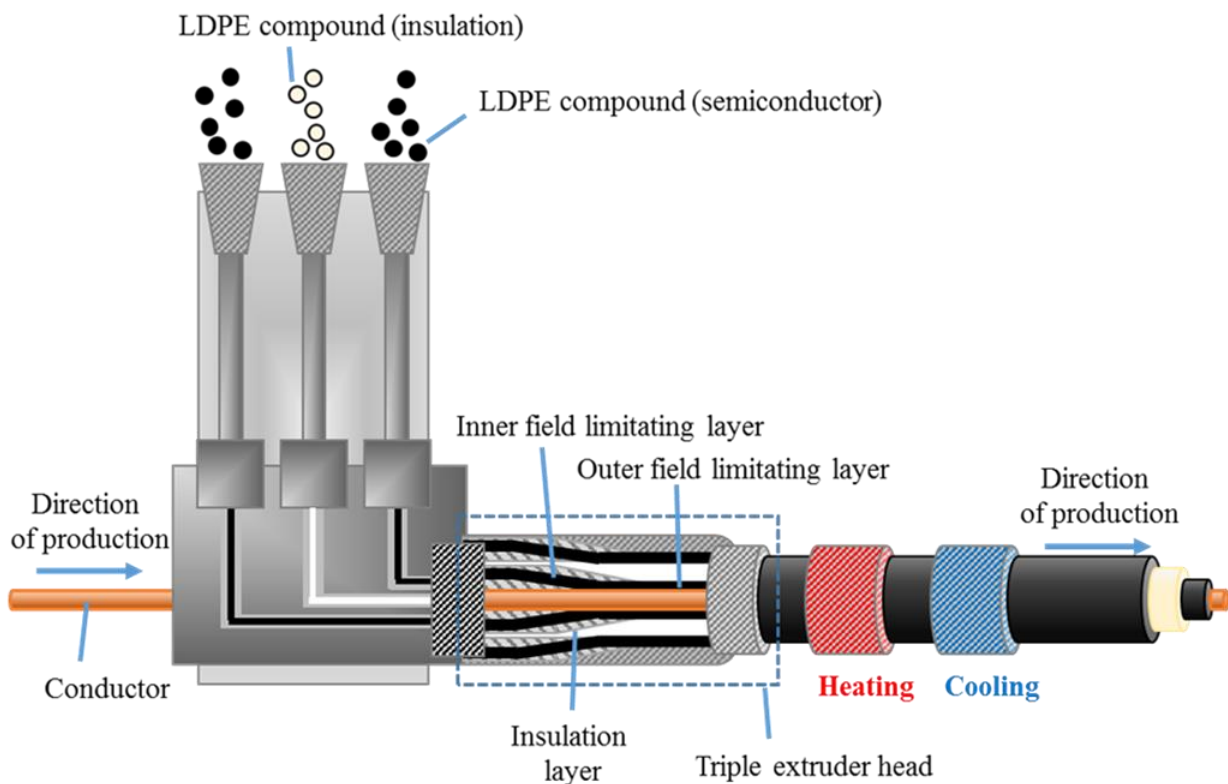 LDPE compound (insulation)
LDPE compound (semiconductor)
Inner field limitating layer
Outer field limitating layer
Direction
of production
Direction
of production
Conductor
Heating
Cooling
Insulation
layer
Triple extruder head